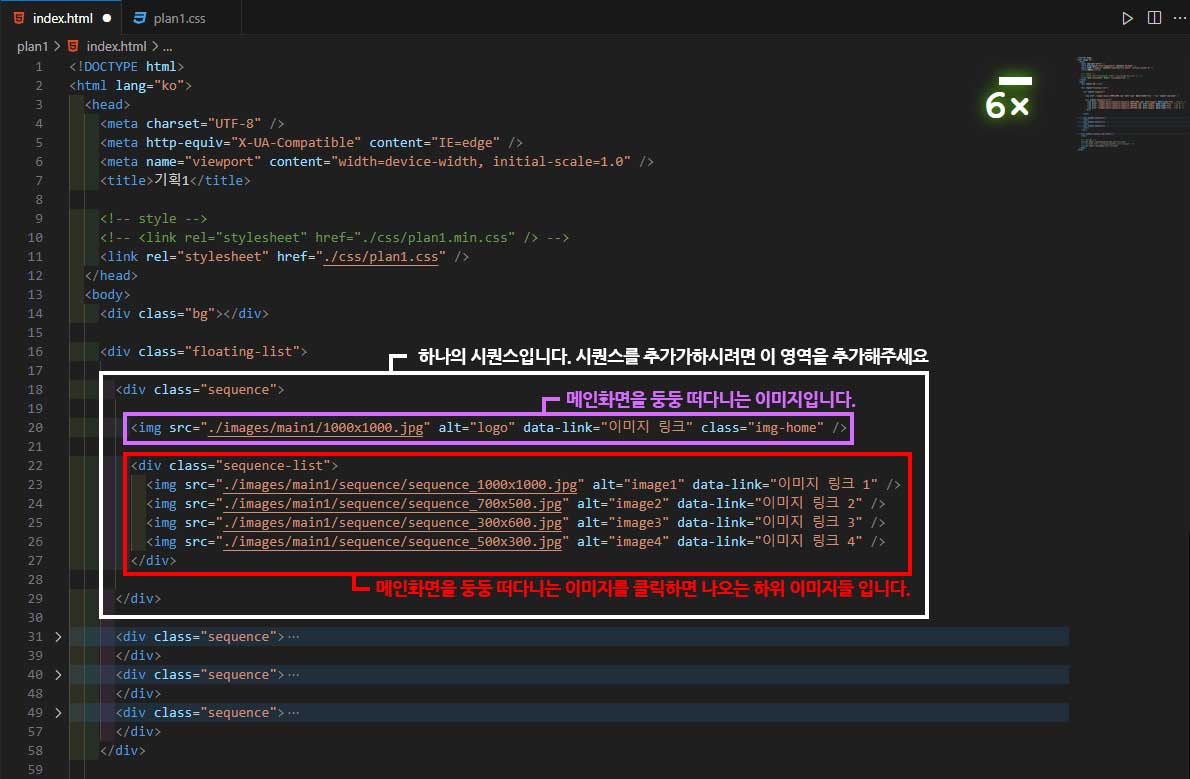 index.html ●
plan1.css
plan1 > index.html > ...
6×
1 <!DOCTYPE html>
2 <html lang="ko">
3 <head>
4 <meta charset="UTF-8" />
5 <meta http-equiv="X-UA-Compatible" content="IE=edge" />
6 <meta name="viewport" content="width=device-width, initial-scale=1.0" />
7 <title>기획1</title>
8
9 <!-- style -->
10 <!-- <link rel="stylesheet" href="./css/plan1.min.css" /> -->
11 <link rel="stylesheet" href="./css/plan1.css" />
12 </head>
13 <body>
14 <div class="bg"></div>
15
16 <div class="floating-list">
하나의 시퀀스입니다. 시퀀스를 추가가하시려면 이 영역을 추가해주세요
17
18 <div class="sequence">
19
메인화면을 둥둥 떠다니는 이미지입니다.
20 <img src="./images/main1/1000x1000.jpg" alt="logo" data-link="이미지 링크" class="img-home" />
21
22 <div class="sequence-list">
23 <img src="./images/main1/sequence/sequence_1000x1000.jpg" alt="image1" data-link="이미지 링크 1" />
24 <img src="./images/main1/sequence/sequence_700x500.jpg" alt="image2" data-link="이미지 링크 2" />
25 <img src="./images/main1/sequence/sequence_300x600.jpg" alt="image3" data-link="이미지 링크 3" />
26 <img src="./images/main1/sequence/sequence_500x300.jpg" alt="image4" data-link="이미지 링크 4" />
27 </div>
28
메인화면을 둥둥 떠다니는 이미지를 클릭하면 나오는 하위 이미지들 입니다.
29 </div>
30
31 > <div class="sequence">⋯
39 </div>
40 > <div class="sequence">⋯
48 </div>
49 > <div class="sequence">⋯
57 </div>
58 </div>
59